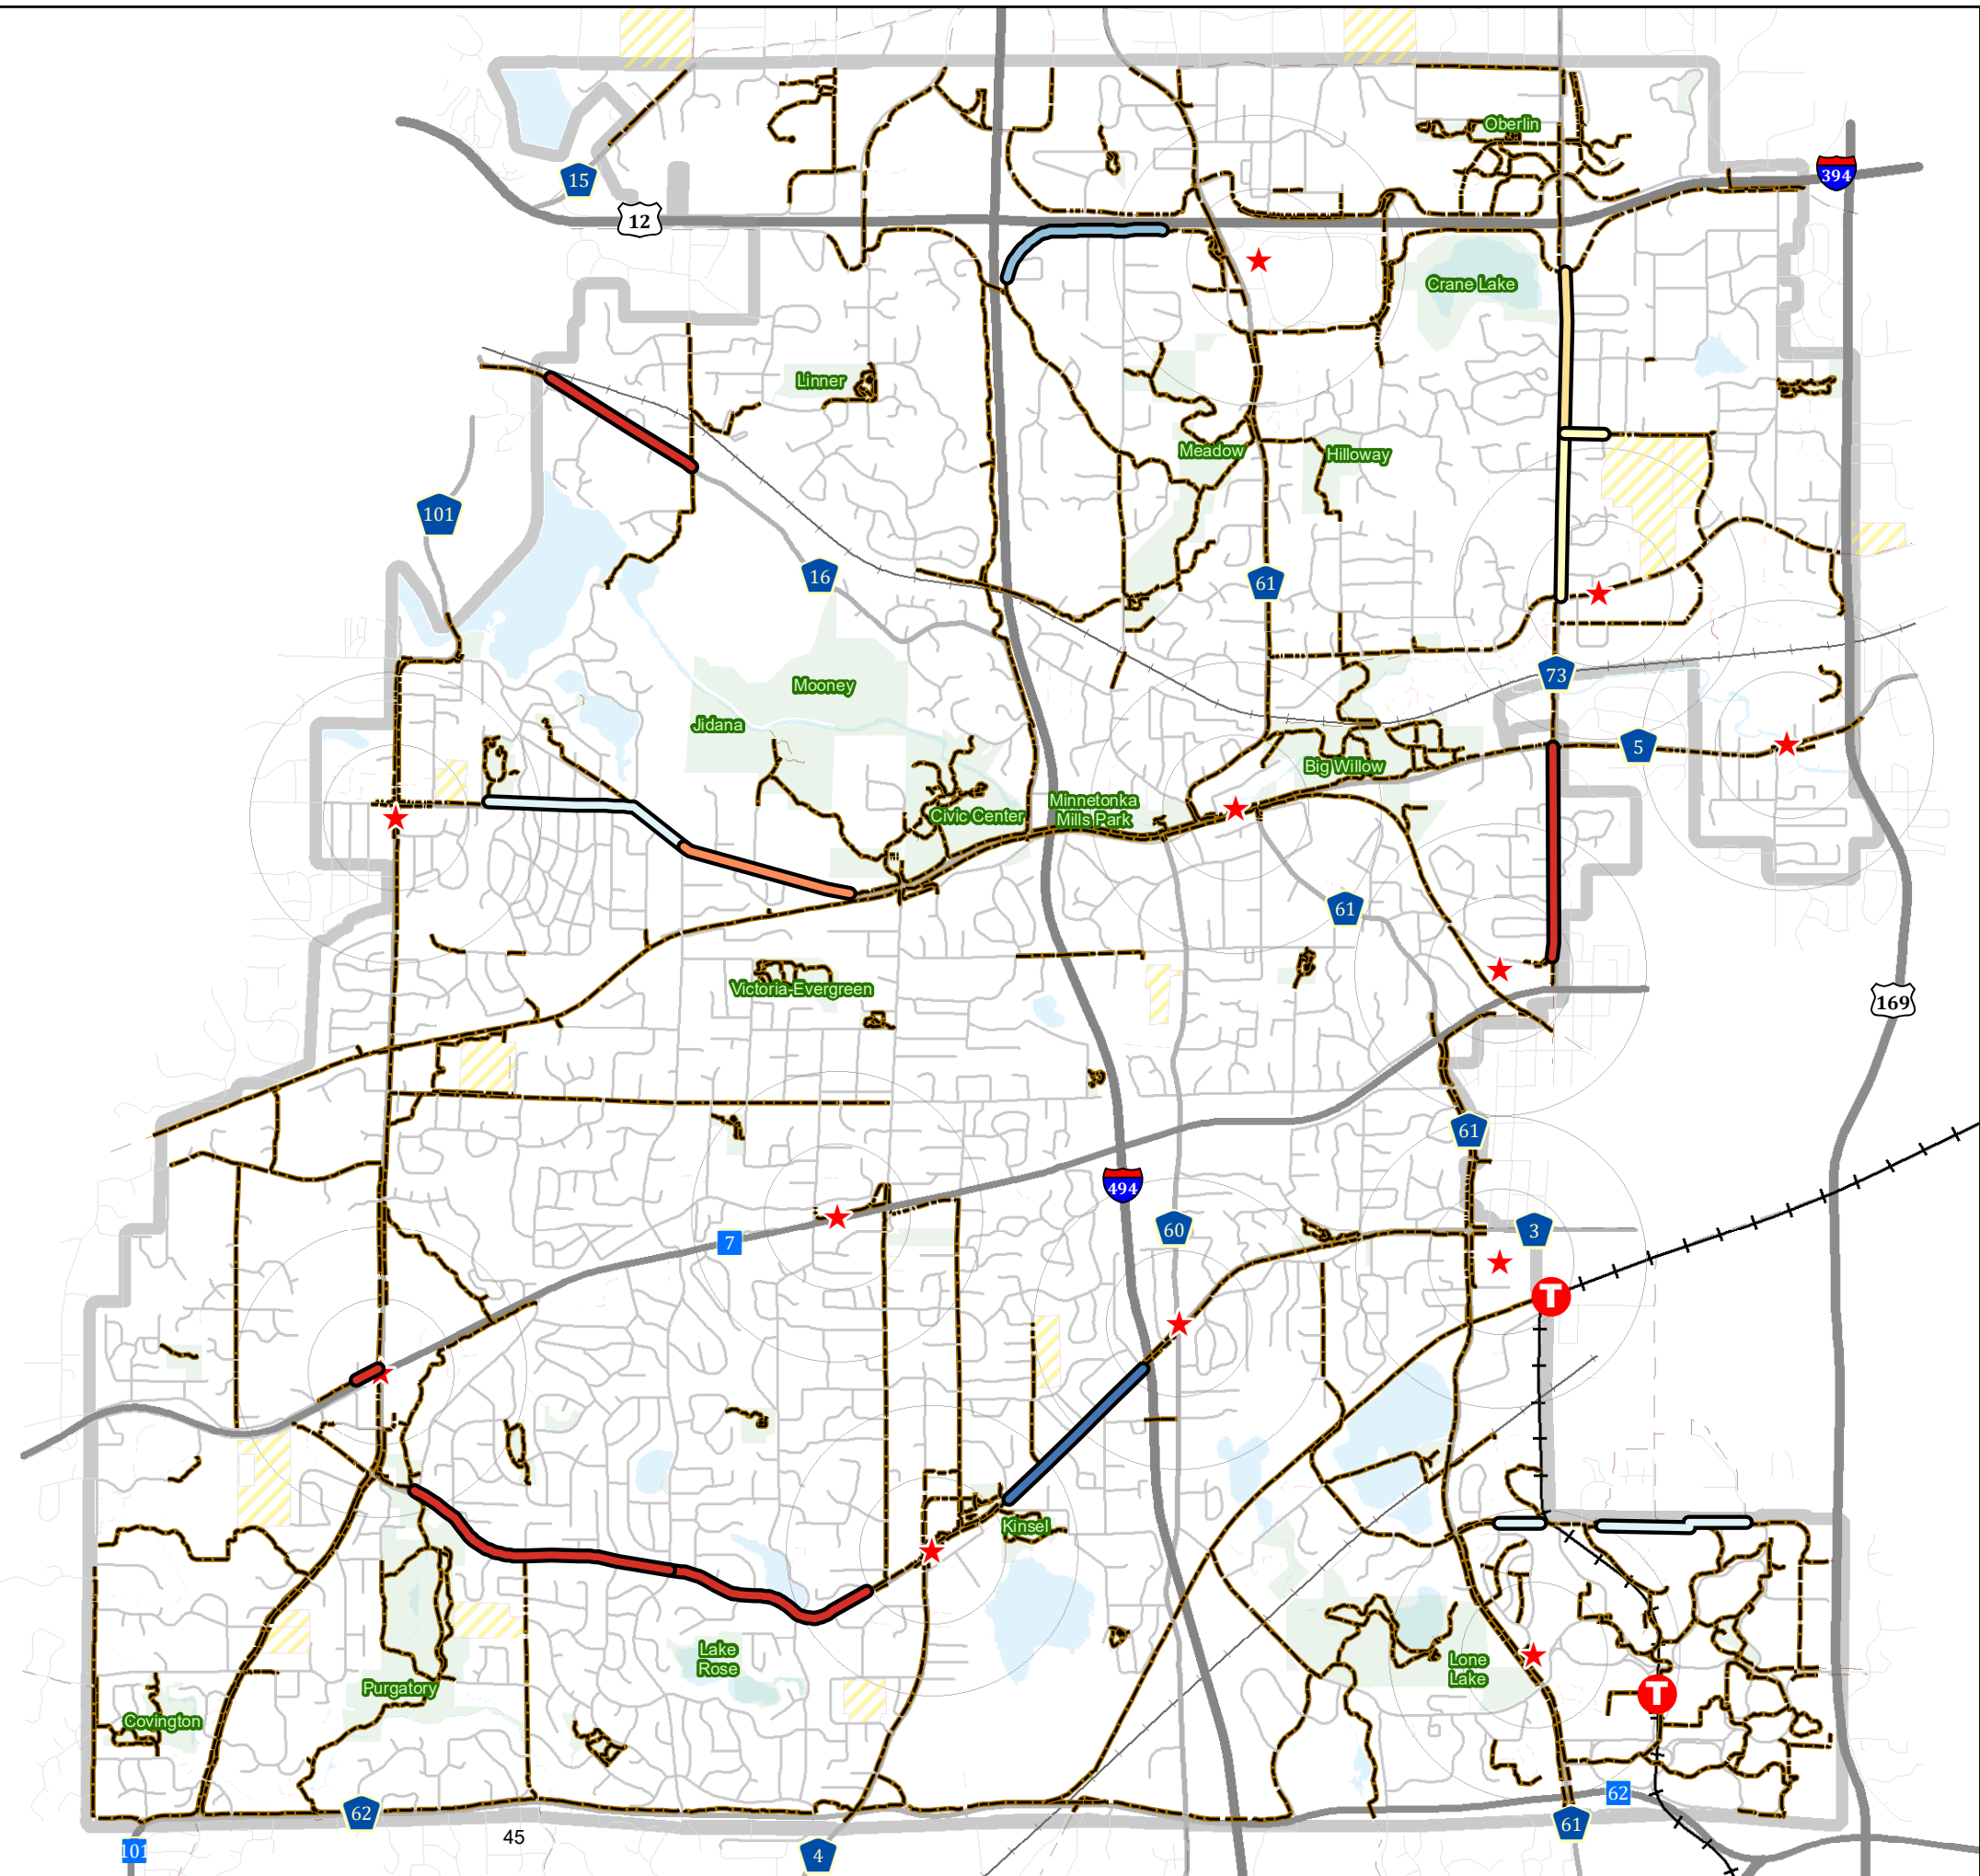 Oberlin
394
15
12
Crane Lake
Linner
Meadow
Hilloway
101
16
61
73
Mooney
Jidana
5
Big Willow
Minnetonka
Mills Park
Civic Center
61
Victoria-Evergreen
169
61
494
60
3
7
Kinsel
Lake
Rose
Lone
Lake
Purgatory
Covington
62
62
61
45
101
4
T
T